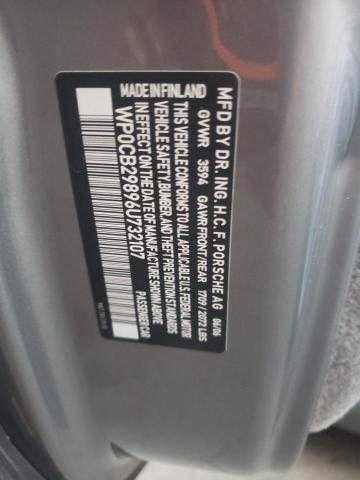 MFD BY DR. ING. H.C. F. PORSCHE AG 06/06
GVWR 3594 GAWR FRONT/REAR 1709 / 2072 LBS
THIS VEHICLE CONFORMS TO ALL APPLICABLE U.S. FEDERAL MOTOR
VEHICLE SAFETY, BUMPER, AND THEFT PREVENTION STANDARDS
IN EFFECT ON THE DATE OF MANUFACTURE SHOWN ABOVE.
MADE IN FINLAND
WP0CB29896U732107 PASSENGER CAR